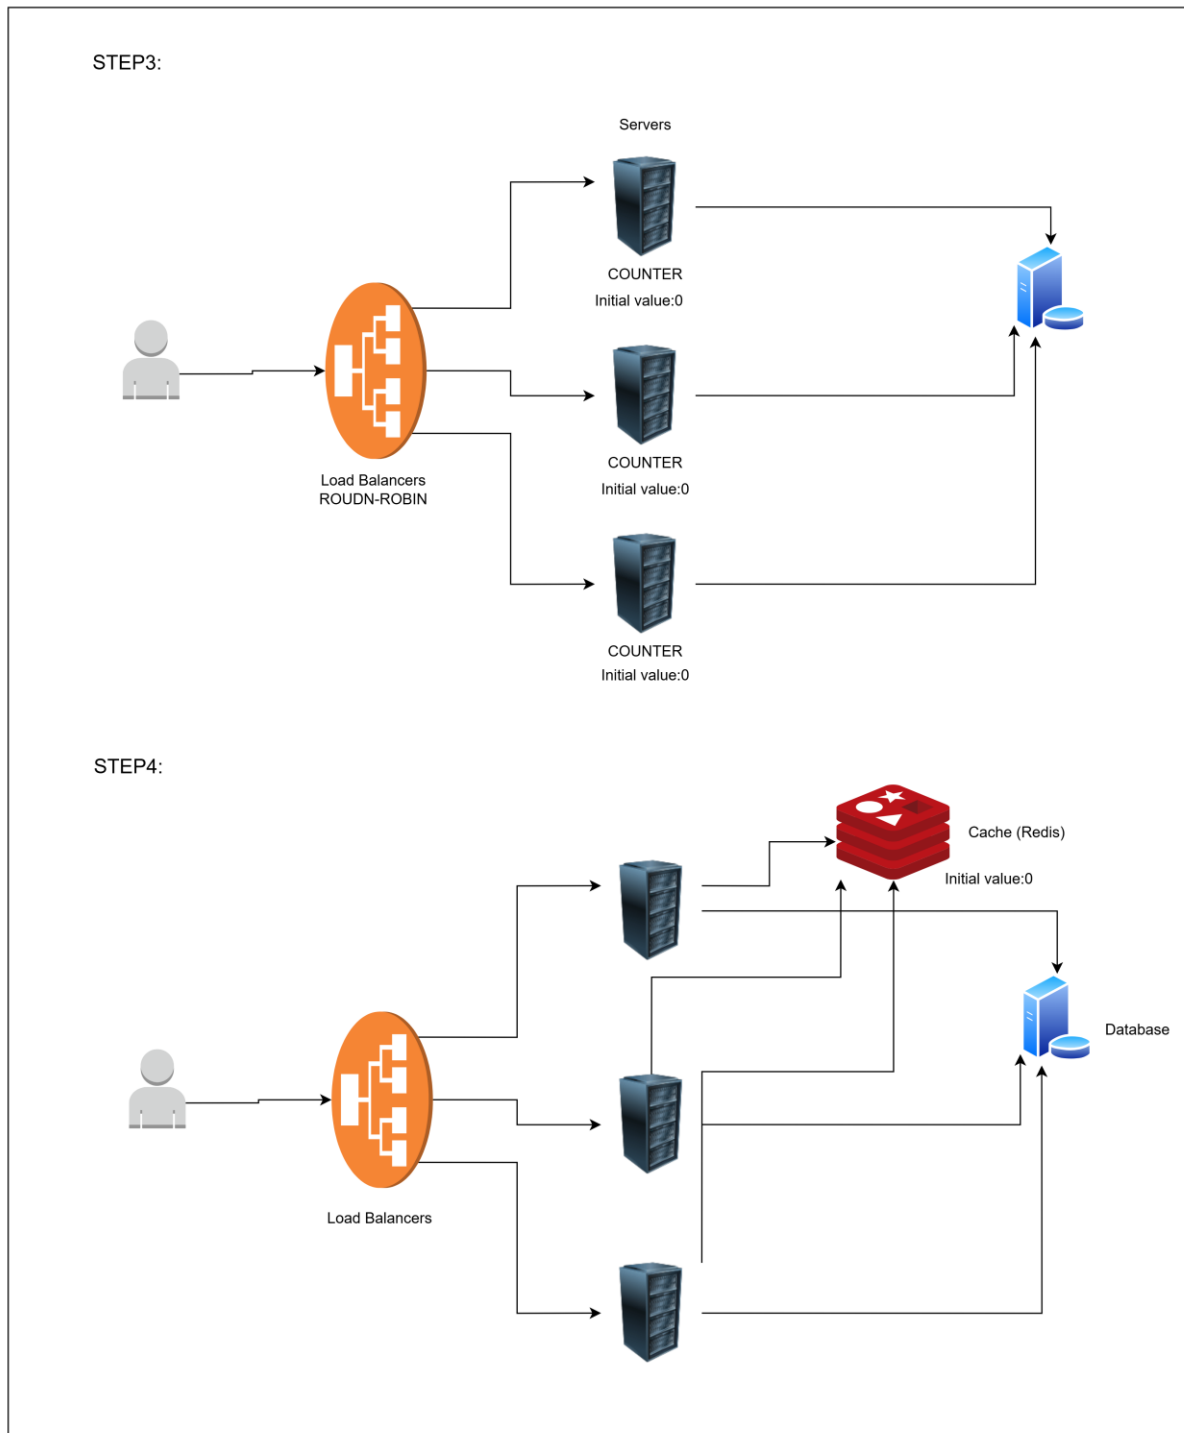 STEP3:
Servers
COUNTER
Initial value:0
COUNTER
Initial value:0
Load Balancers
ROUDN-ROBIN
COUNTER
Initial value:0
STEP4:
Cache (Redis)
Initial value:0
Database
Load Balancers